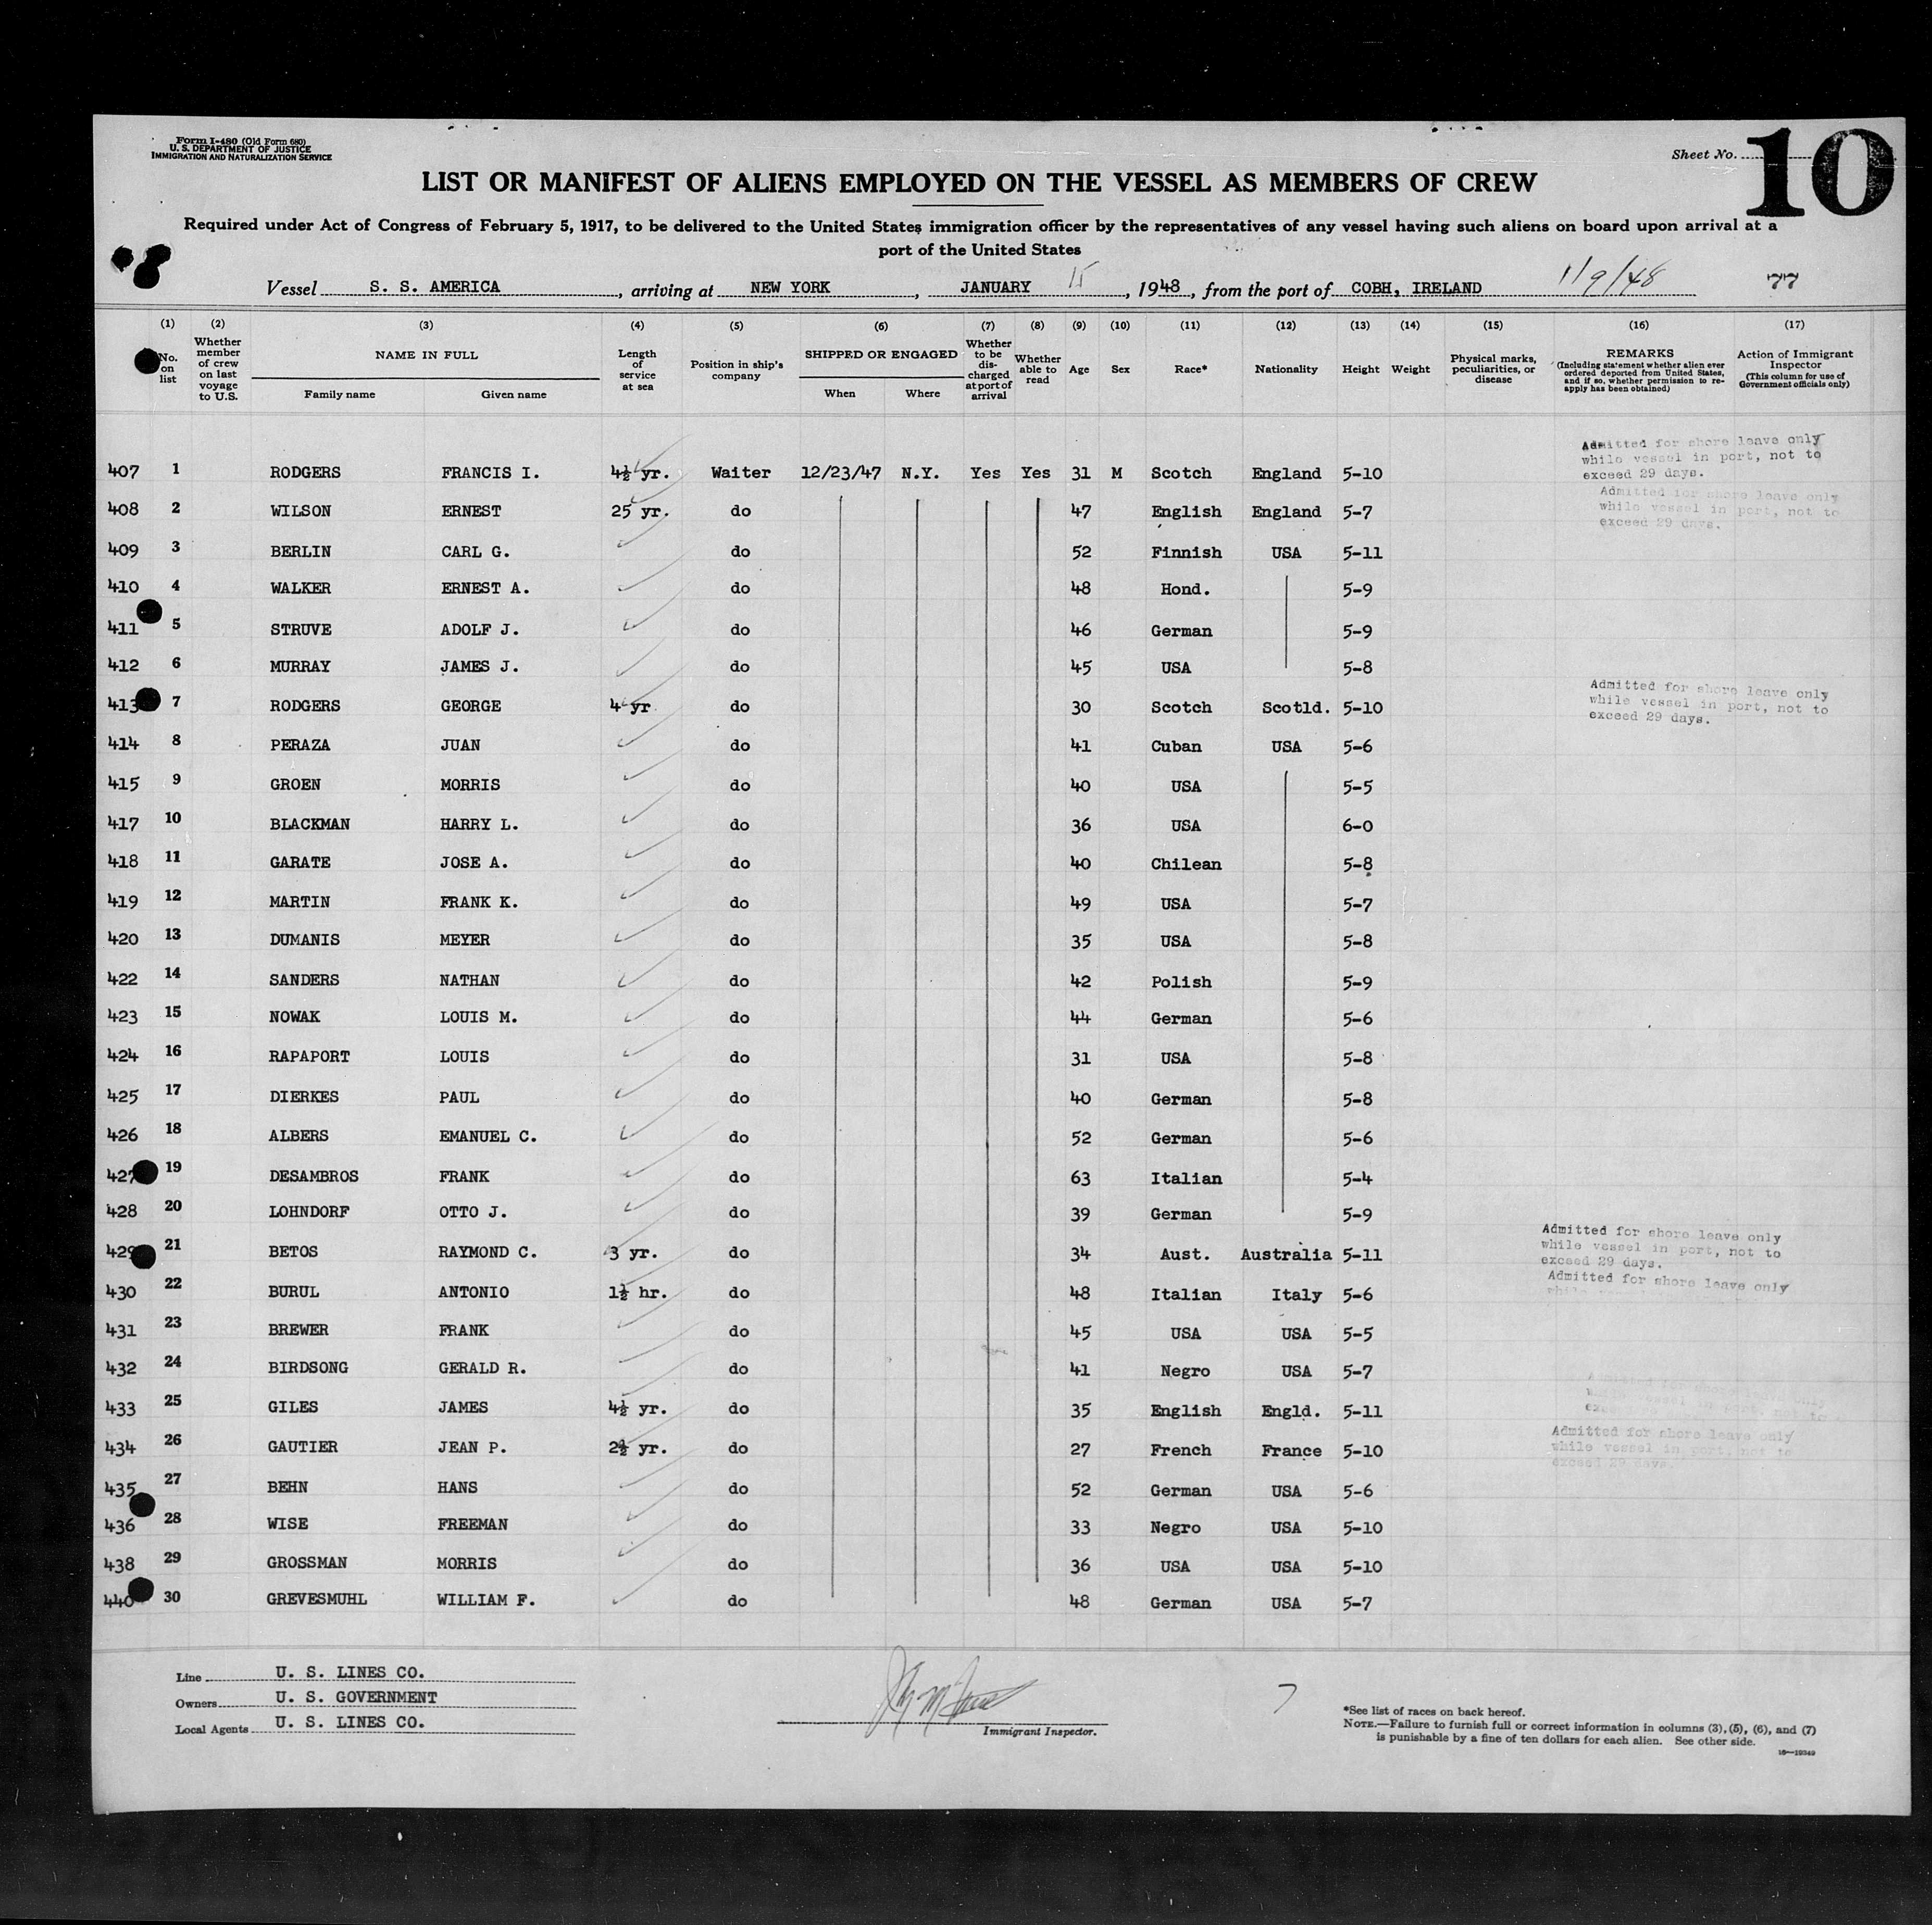 Form I-480 (Old Form 680)
U. S. DEPARTMENT OF JUSTICE
IMMIGRATION AND NATURALIZATION SERVICE
Sheet No. 10
LIST OR MANIFEST OF ALIENS EMPLOYED ON THE VESSEL AS MEMBERS OF CREW
Required under Act of Congress of February 5, 1917, to be delivered to the United States immigration officer by the representatives of any vessel having such aliens on board upon arrival at a
port of the United States
Vessel S. S. AMERICA, arriving at NEW YORK, JANUARY 15, 1948, from the port of COBH, IRELAND 1/9/48 77
(1) (2) (3) (4) (5) (6) (7) (8) (9) (10) (11) (12) (13) (14) (15) (16) (17)
No. on list Whether member of crew on last voyage to U.S. NAME IN FULL Family name Given name Length of service at sea Position in ship's company SHIPPED OR ENGAGED When Where Whether to be discharged at port of arrival Whether able to read Age Sex Race* Nationality Height Weight Physical marks, peculiarities, or disease REMARKS (Including statement whether alien ever ordered deported from United States, and if so, whether permission to reapply has been obtained) Action of Immigrant Inspector (This column for use of Government officials only)
407 1 RODGERS FRANCIS I. 4½ yr. Waiter 12/23/47 N.Y. Yes Yes 31 M Scotch England 5-10 Admitted for shore leave only while vessel in port, not to exceed 29 days.
408 2 WILSON ERNEST 25 yr. do 47 English England 5-7 Admitted for shore leave only while vessel in port, not to exceed 29 days.
409 3 BERLIN CARL G. do 52 Finnish USA 5-11
410 4 WALKER ERNEST A. do 48 Hond. 5-9
411 5 STRUVE ADOLF J. do 46 German 5-9
412 6 MURRAY JAMES J. do 45 USA 5-8
413 7 RODGERS GEORGE 4 yr. do 30 Scotch Scotld. 5-10 Admitted for shore leave only while vessel in port, not to exceed 29 days.
414 8 PERAZA JUAN do 41 Cuban USA 5-6
415 9 GROEN MORRIS do 40 USA 5-5
417 10 BLACKMAN HARRY L. do 36 USA 6-0
418 11 GARATE JOSE A. do 40 Chilean 5-8
419 12 MARTIN FRANK K. do 49 USA 5-7
420 13 DUMANIS MEYER do 35 USA 5-8
422 14 SANDERS NATHAN do 42 Polish 5-9
423 15 NOWAK LOUIS M. do 44 German 5-6
424 16 RAPAPORT LOUIS do 31 USA 5-8
425 17 DIERKES PAUL do 40 German 5-8
426 18 ALBERS EMANUEL C. do 52 German 5-6
427 19 DESAMBROS FRANK do 63 Italian 5-4
428 20 LOHNDORF OTTO J. do 39 German 5-9
429 21 BETOS RAYMOND C. 3 yr. do 34 Aust. Australia 5-11 Admitted for shore leave only while vessel in port, not to exceed 29 days.
430 22 BURUL ANTONIO 1½ hr. do 48 Italian Italy 5-6 Admitted for shore leave only
431 23 BREWER FRANK do 45 USA USA 5-5
432 24 BIRDSONG GERALD R. do 41 Negro USA 5-7
433 25 GILES JAMES 4½ yr. do 35 English Engld. 5-11
434 26 GAUTIER JEAN P. 2½ yr. do 27 French France 5-10 Admitted for shore leave only while vessel in port, not to exceed 29 days.
435 27 BEHN HANS do 52 German USA 5-6
436 28 WISE FREEMAN do 33 Negro USA 5-10
438 29 GROSSMAN MORRIS do 36 USA USA 5-10
440 30 GREVESMUHL WILLIAM F. do 48 German USA 5-7
Line U. S. LINES CO.
Owners U. S. GOVERNMENT
Local Agents U. S. LINES CO.
Immigrant Inspector.
7
*See list of races on back hereof.
NOTE.—Failure to furnish full or correct information in columns (3), (5), (6), and (7)
is punishable by a fine of ten dollars for each alien. See other side.
16—19349